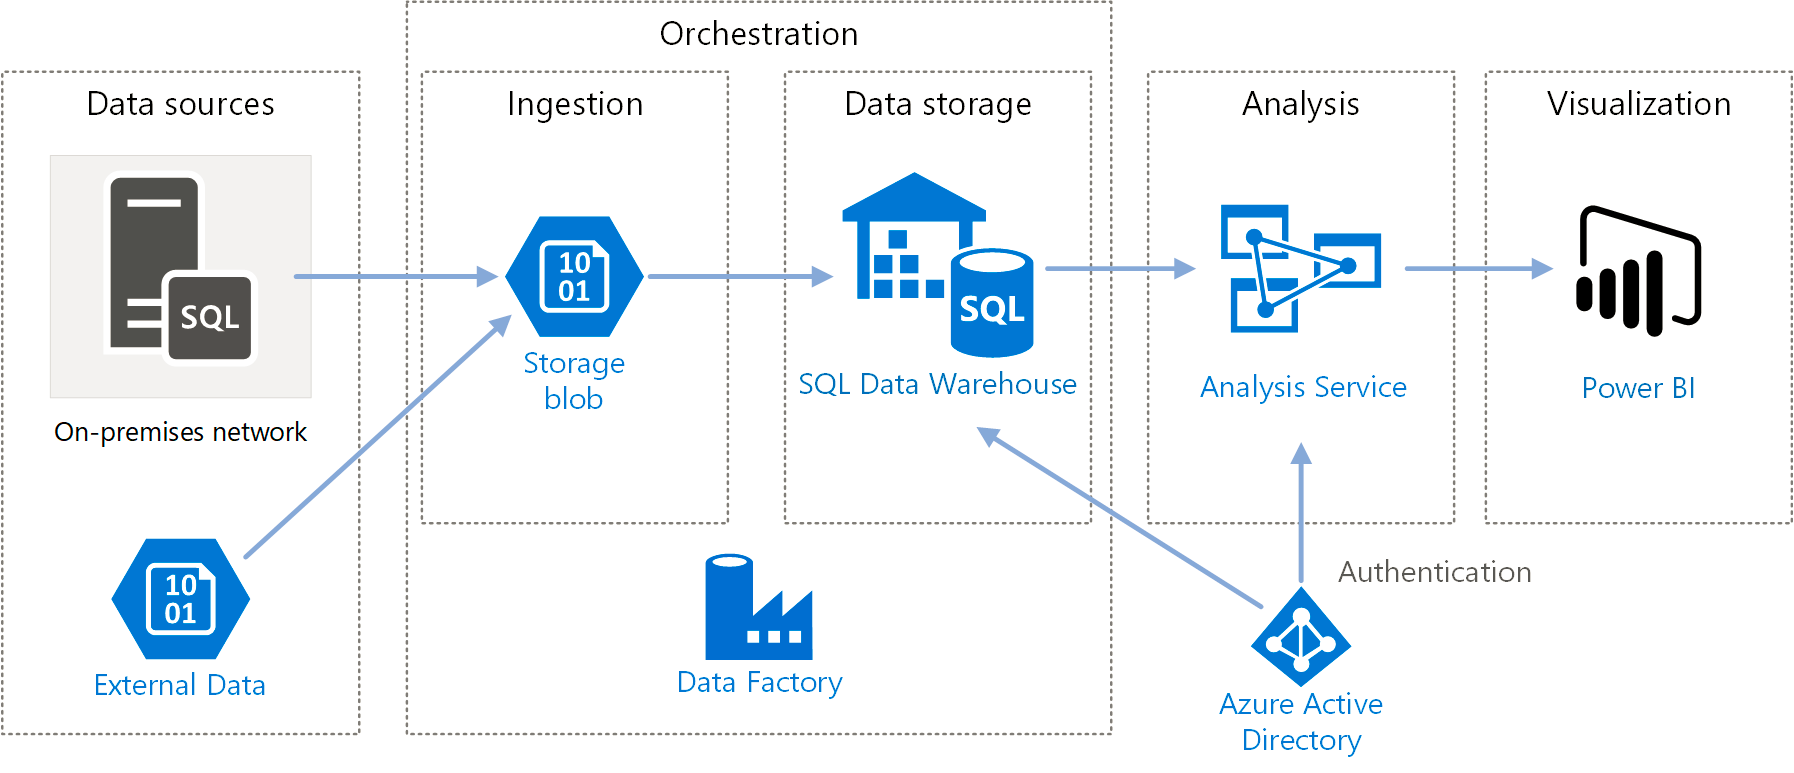 Orchestration
Data sources
Ingestion
Data storage
Analysis
Visualization
SQL
On-premises network
10
01
External Data
10
01
Storage
blob
SQL
SQL Data Warehouse
Analysis Service
Power BI
Data Factory
Authentication
Azure Active
Directory